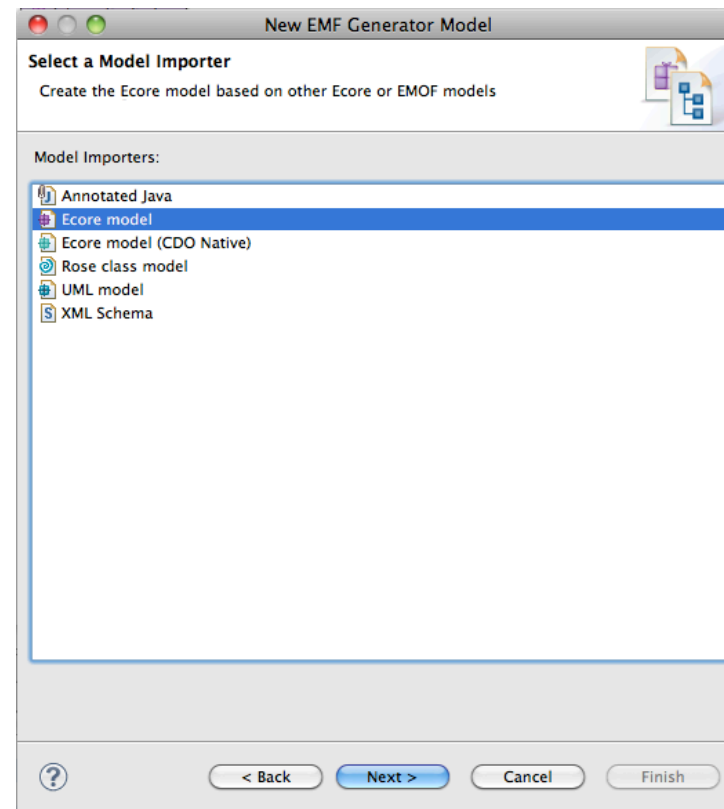 New EMF Generator Model
Select a Model Importer
Create the Ecore model based on other Ecore or EMOF models
Model Importers:
Annotated Java
Ecore model
Ecore model (CDO Native)
Rose class model
UML model
XML Schema
? < Back Next > Cancel Finish